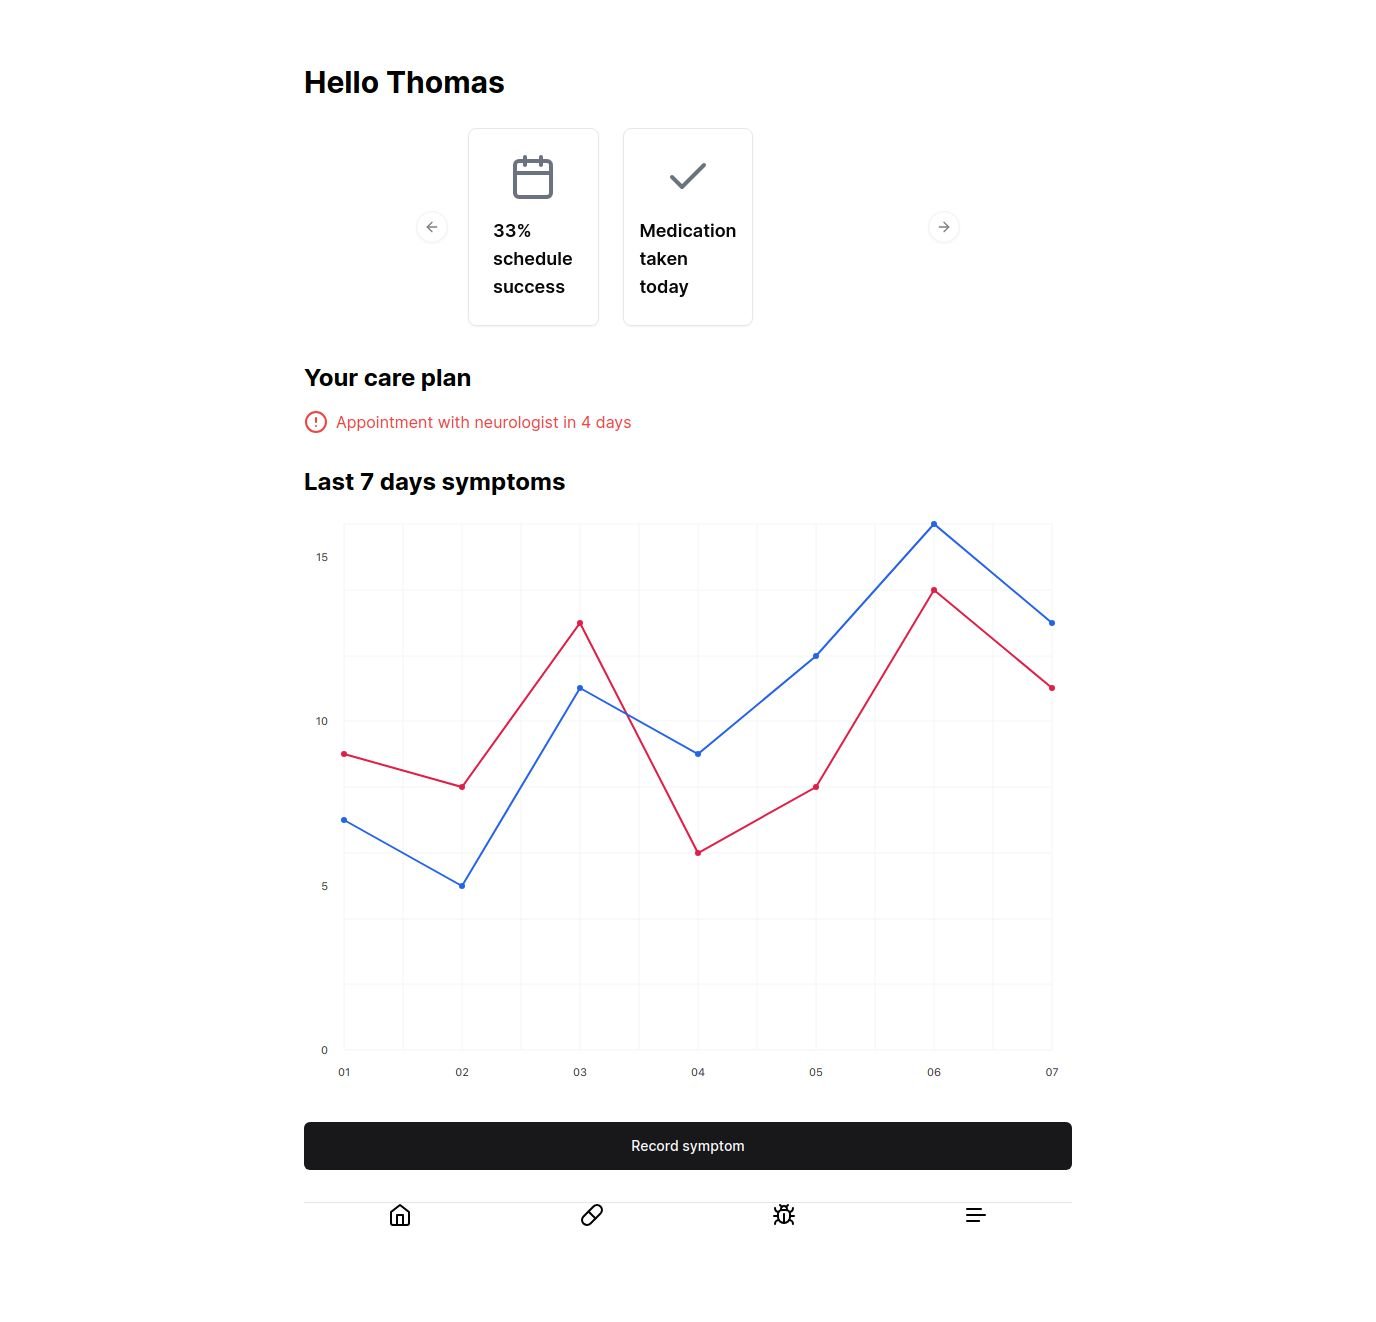 Hello Thomas
33%
schedule
success
Medication
taken
today
Your care plan
Appointment with neurologist in 4 days
Last 7 days symptoms
15
10
5
0
01 02 03 04 05 06 07
Record symptom